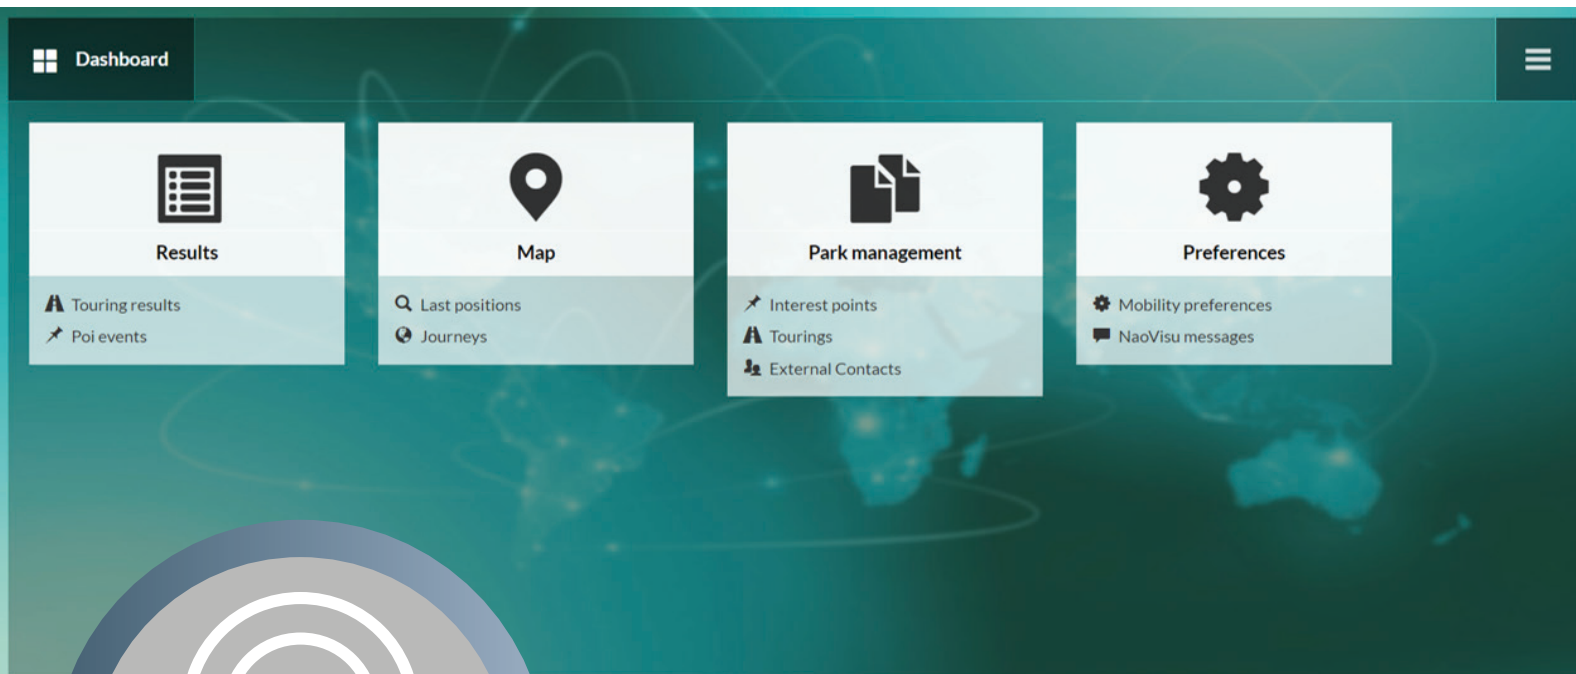 Dashboard
Results
Touring results
Poi events
Map
Last positions
Journeys
Park management
Interest points
Tourings
External Contacts
Preferences
Mobility preferences
NaoVisu messages